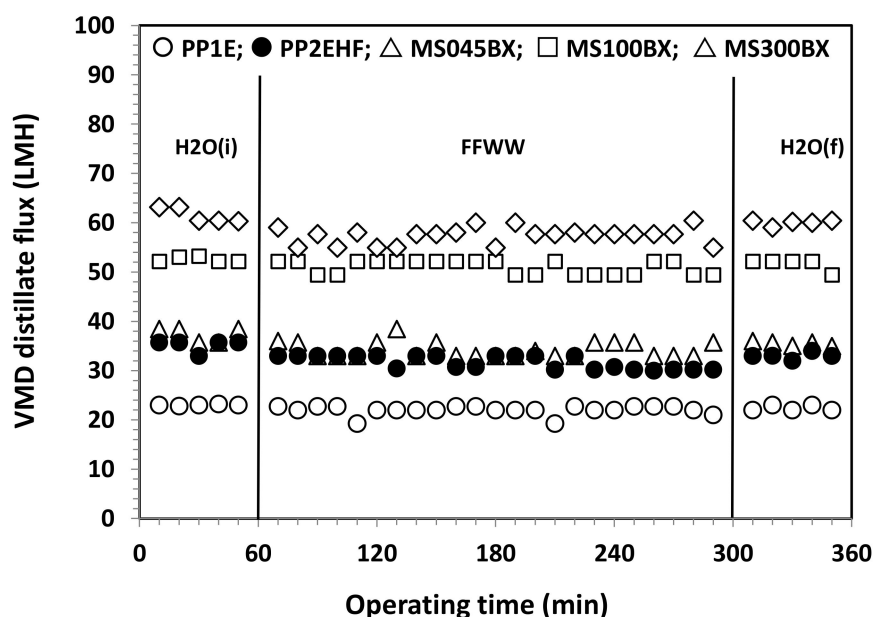 100
○ PP1E; ● PP2EHF; △ MS045BX; □ MS100BX; △ MS300BX
90
80
H2O(i) FFWW H2O(f)
70
60
50
40
30
20
10
0
0 60 120 180 240 300 360
VMD distillate flux (LMH)
Operating time (min)